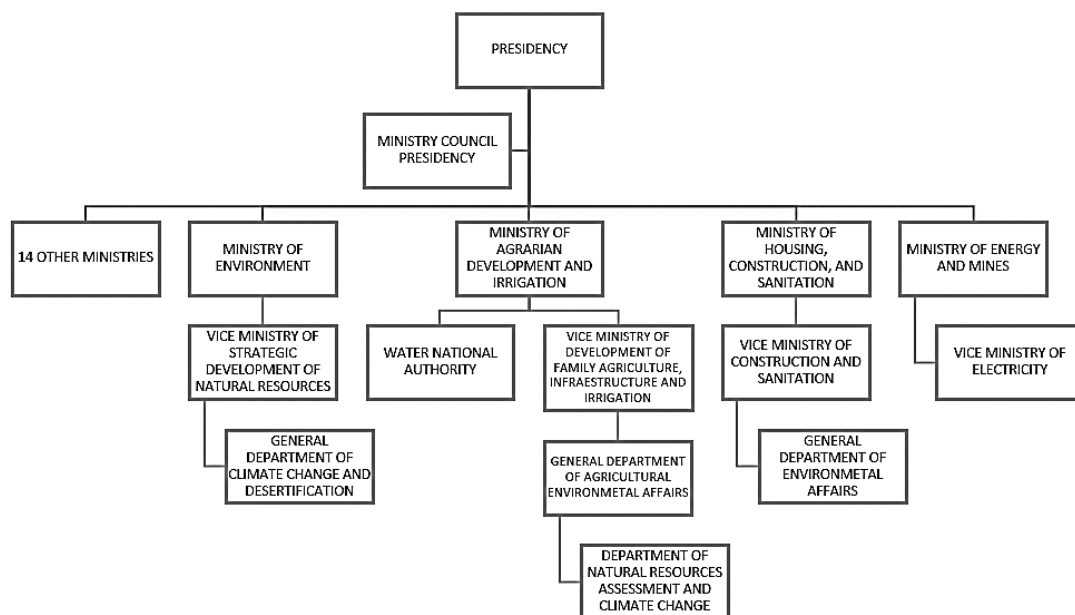 PRESIDENCY
MINISTRY COUNCIL
PRESIDENCY
14 OTHER MINISTRIES
MINISTRY OF
ENVIRONMENT
MINISTRY OF
AGRARIAN
DEVELOPMENT AND
IRRIGATION
MINISTRY OF
HOUSING,
CONSTRUCTION, AND
SANITATION
MINISTRY OF ENERGY
AND MINES
VICE MINISTRY OF
STRATEGIC
DEVELOPMENT OF
NATURAL RESOURCES
WATER NATIONAL
AUTHORITY
VICE MINISTRY OF
DEVELOPMENT OF
FAMILY AGRICULTURE,
INFRAESTRUCTURE AND
IRRIGATION
VICE MINISTRY OF
CONSTRUCTION AND
SANITATION
VICE MINISTRY OF
ELECTRICITY
GENERAL
DEPARTMENT OF
CLIMATE CHANGE AND
DESERTIFICATION
GENERAL DEPARTMENT
OF AGRICULTURAL
ENVIRONMETAL AFFAIRS
GENERAL
DEPARTMENT OF
ENVIRONMETAL
AFFAIRS
DEPARTMENT OF
NATURAL RESOURCES
ASSESSMENT AND
CLIMATE CHANGE